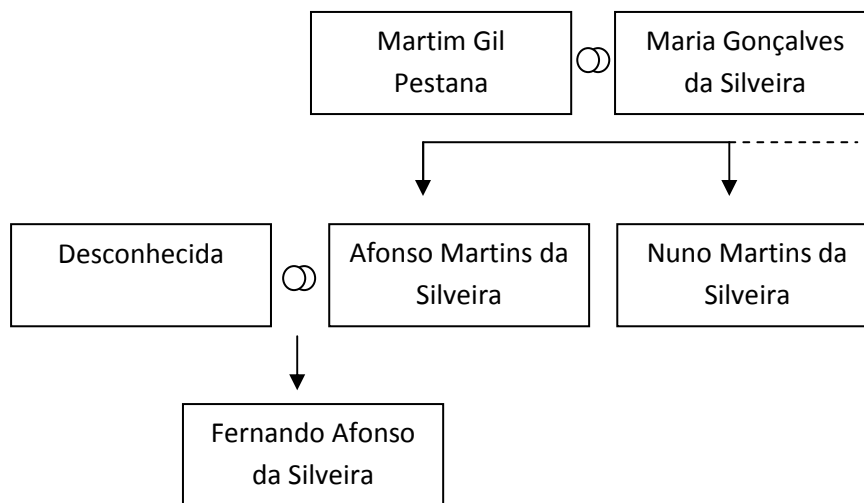 Martim Gil
Pestana
Maria Gonçalves
da Silveira
Desconhecida
Afonso Martins da
Silveira
Nuno Martins da
Silveira
Fernando Afonso
da Silveira